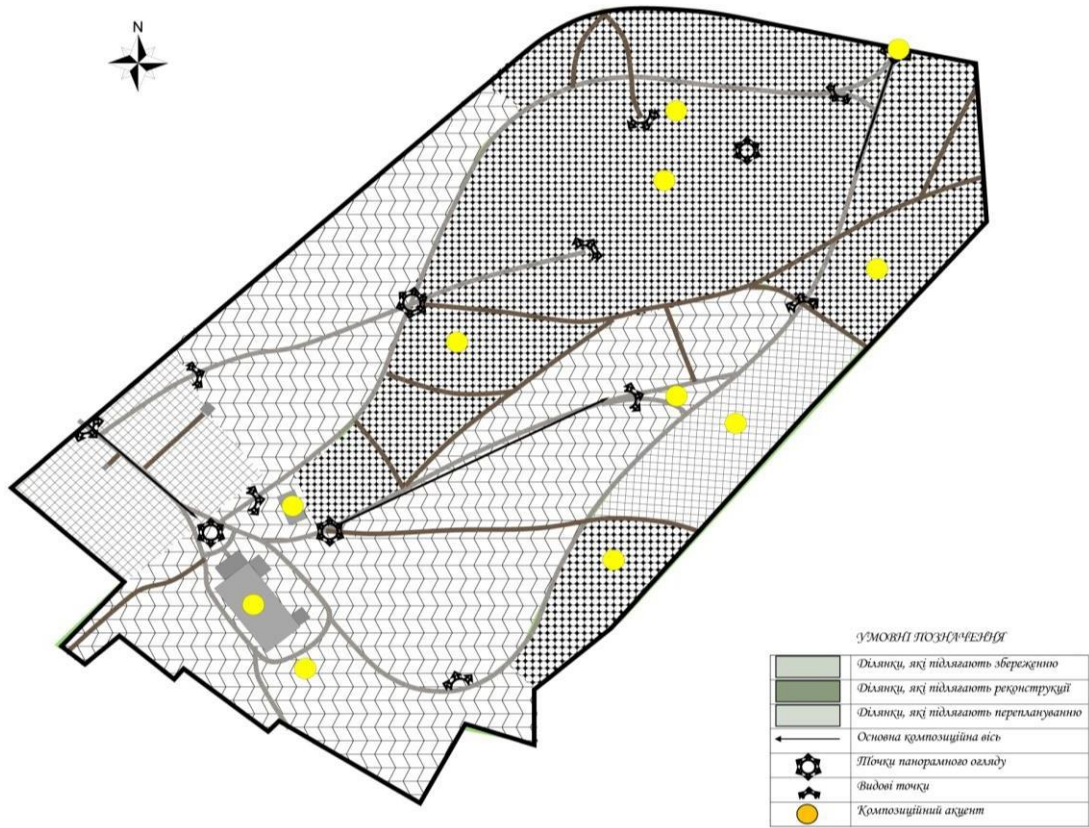 N
УМОВНІ ПОЗНАЧЕННЯ
Ділянки, які підлягають збереженню
Ділянки, які підлягають реконструкції
Ділянки, які підлягають переплануванню
Основна композиційна вісь
Точки панорамного огляду
Видові точки
Композиційний акцент